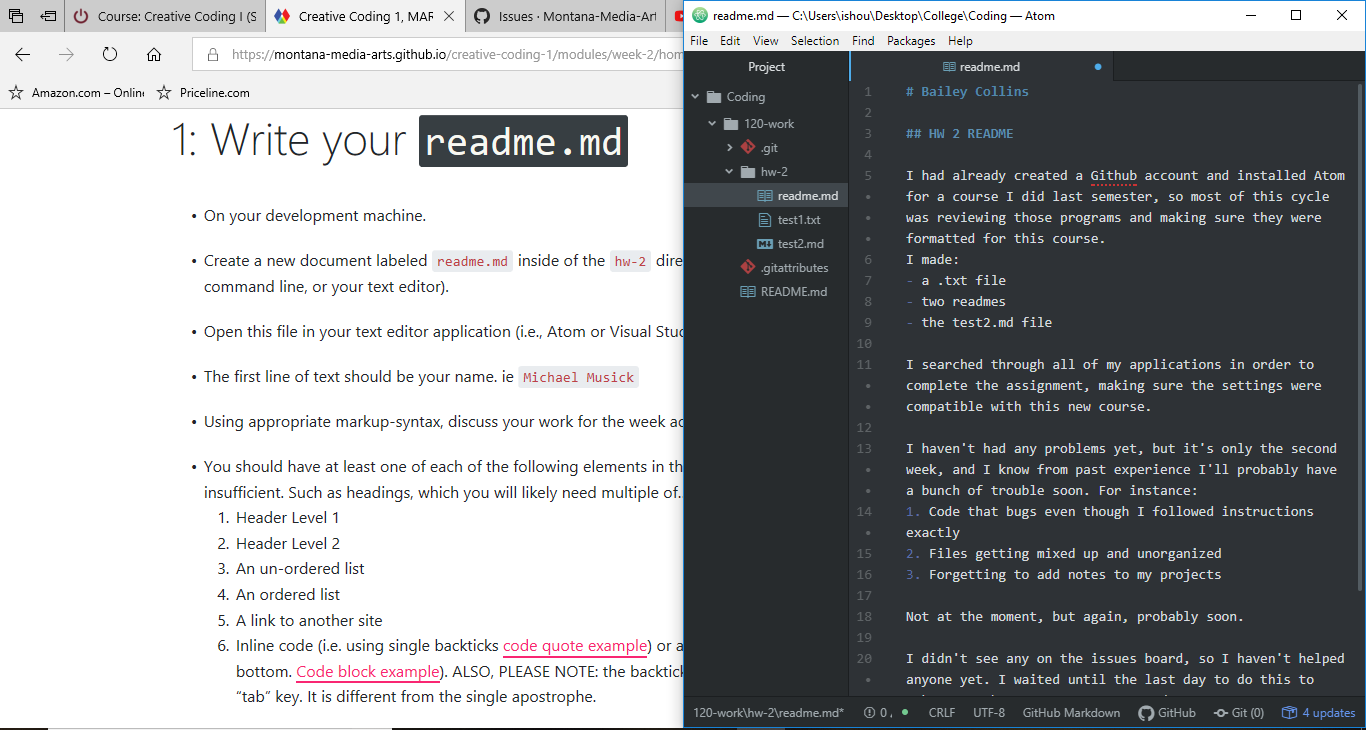 Course: Creative Coding I (S
Creative Coding 1, MAR
Issues · Montana-Media-Art
https://montana-media-arts.github.io/creative-coding-1/modules/week-2/hom
Amazon.com – Online
Priceline.com
1: Write your readme.md
• On your development machine.
• Create a new document labeled readme.md inside of the hw-2 dire
command line, or your text editor).
• Open this file in your text editor application (i.e., Atom or Visual Stud
• The first line of text should be your name. ie Michael Musick
• Using appropriate markup-syntax, discuss your work for the week ac
• You should have at least one of each of the following elements in th
insufficient. Such as headings, which you will likely need multiple of..
1. Header Level 1
2. Header Level 2
3. An un-ordered list
4. An ordered list
5. A link to another site
6. Inline code (i.e. using single backticks code quote example) or a
bottom. Code block example). ALSO, PLEASE NOTE: the backtick
“tab” key. It is different from the single apostrophe.
readme.md — C:\Users\ishou\Desktop\College\Coding — Atom
File Edit View Selection Find Packages Help
Project
Coding
120-work
.git
hw-2
readme.md
test1.txt
test2.md
.gitattributes
README.md
readme.md
1 # Bailey Collins
2
3 ## HW 2 README
4
5 I had already created a Github account and installed Atom
• for a course I did last semester, so most of this cycle
• was reviewing those programs and making sure they were
• formatted for this course.
6 I made:
7 - a .txt file
8 - two readmes
9 - the test2.md file
10
11 I searched through all of my applications in order to
• complete the assignment, making sure the settings were
• compatible with this new course.
12
13 I haven't had any problems yet, but it's only the second
• week, and I know from past experience I'll probably have
• a bunch of trouble soon. For instance:
14 1. Code that bugs even though I followed instructions
• exactly
15 2. Files getting mixed up and unorganized
16 3. Forgetting to add notes to my projects
17
18 Not at the moment, but again, probably soon.
19
20 I didn't see any on the issues board, so I haven't helped
• anyone yet. I waited until the last day to do this to
120-work\hw-2\readme.md* 0 CRLF UTF-8 GitHub Markdown GitHub Git (0) 4 updates